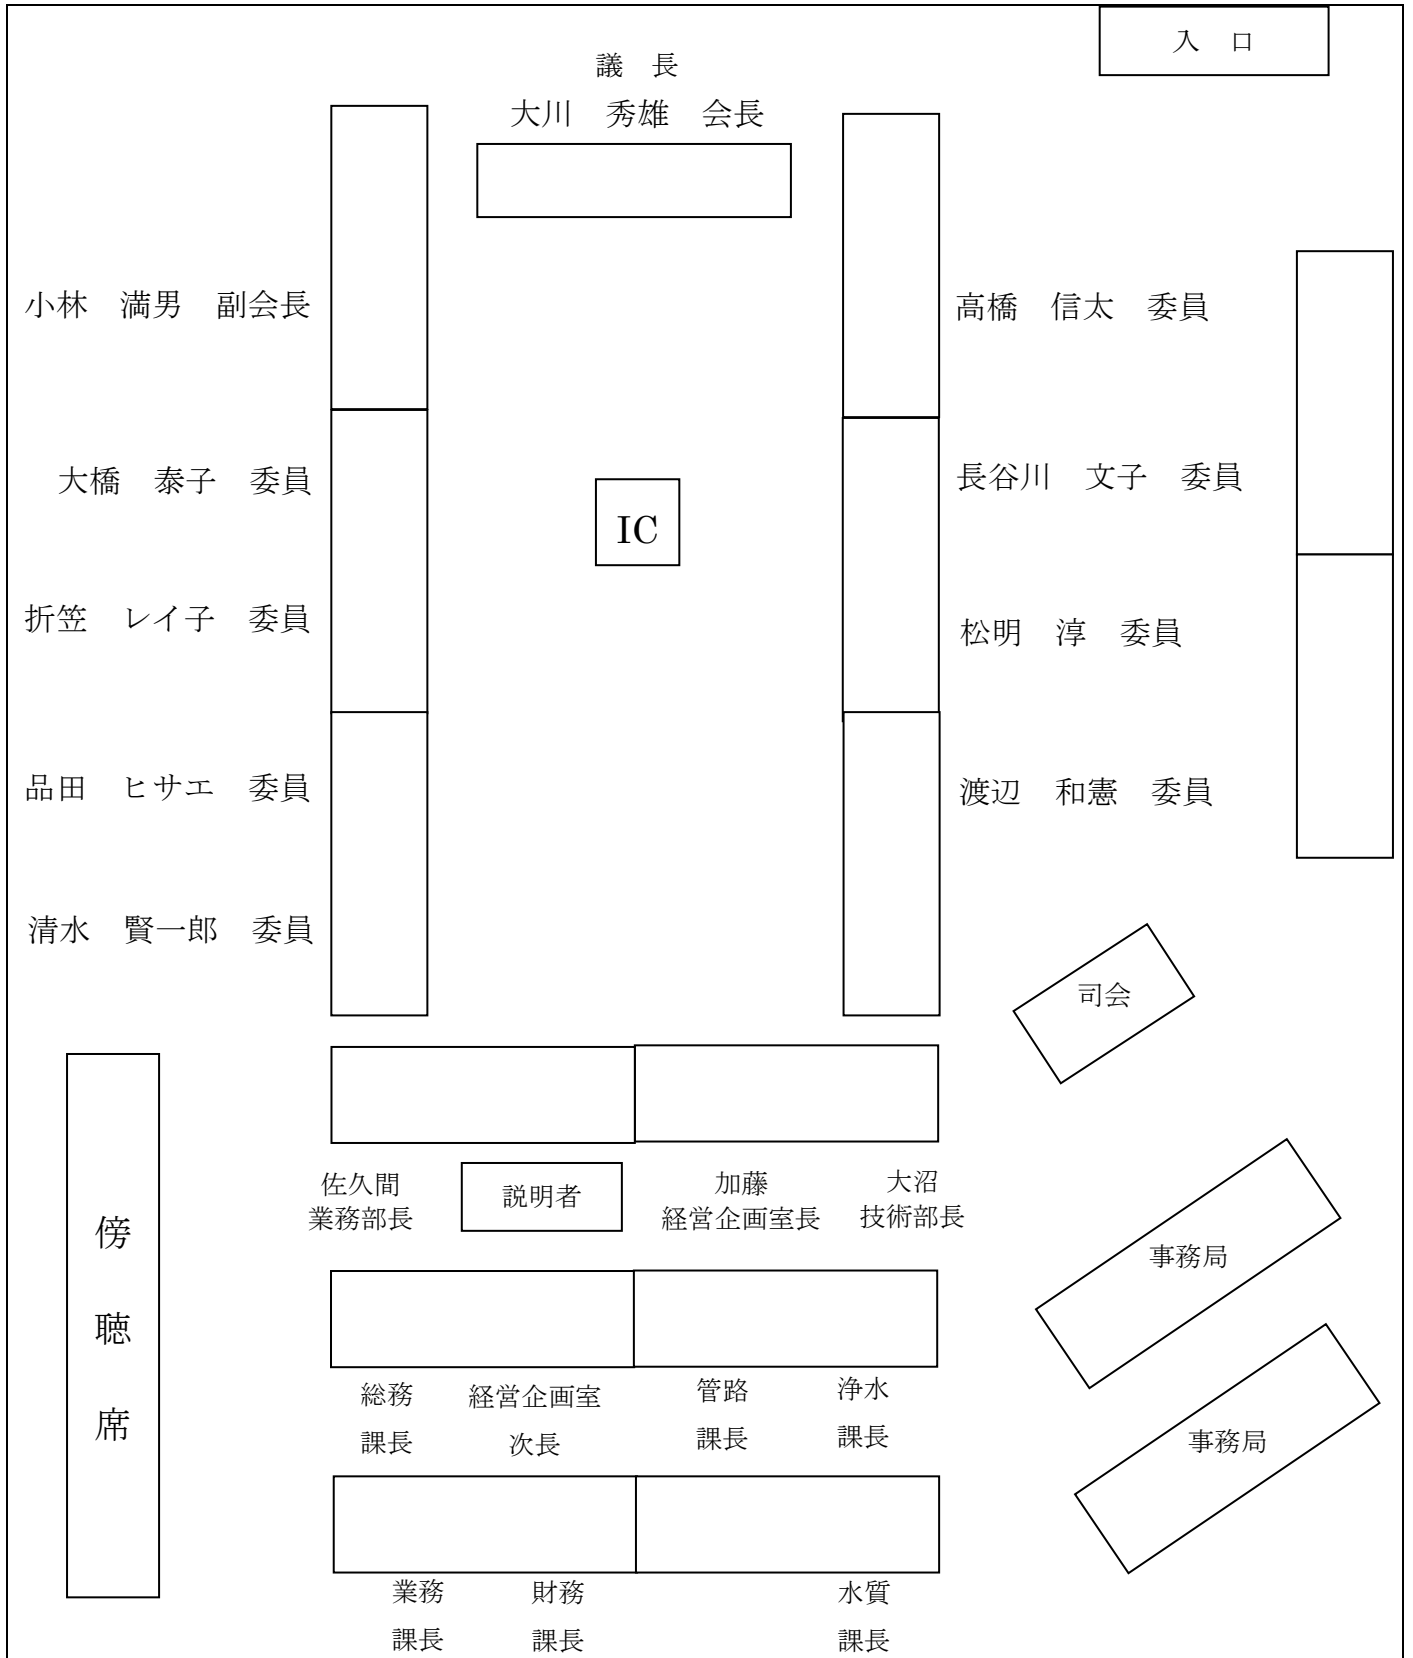 入　口
議　長
大川　秀雄　会長
小林　満男　副会長
高橋　信太　委員
大橋　泰子　委員
長谷川　文子　委員
IC
折笠　レイ子　委員
松明　淳　委員
品田　ヒサエ　委員
渡辺　和憲　委員
清水　賢一郎　委員
司会
佐久間
業務部長
説明者
加藤
経営企画室長
大沼
技術部長
傍
聴
席
事務局
総務
課長
経営企画室
次長
管路
課長
浄水
課長
事務局
業務
課長
財務
課長
水質
課長